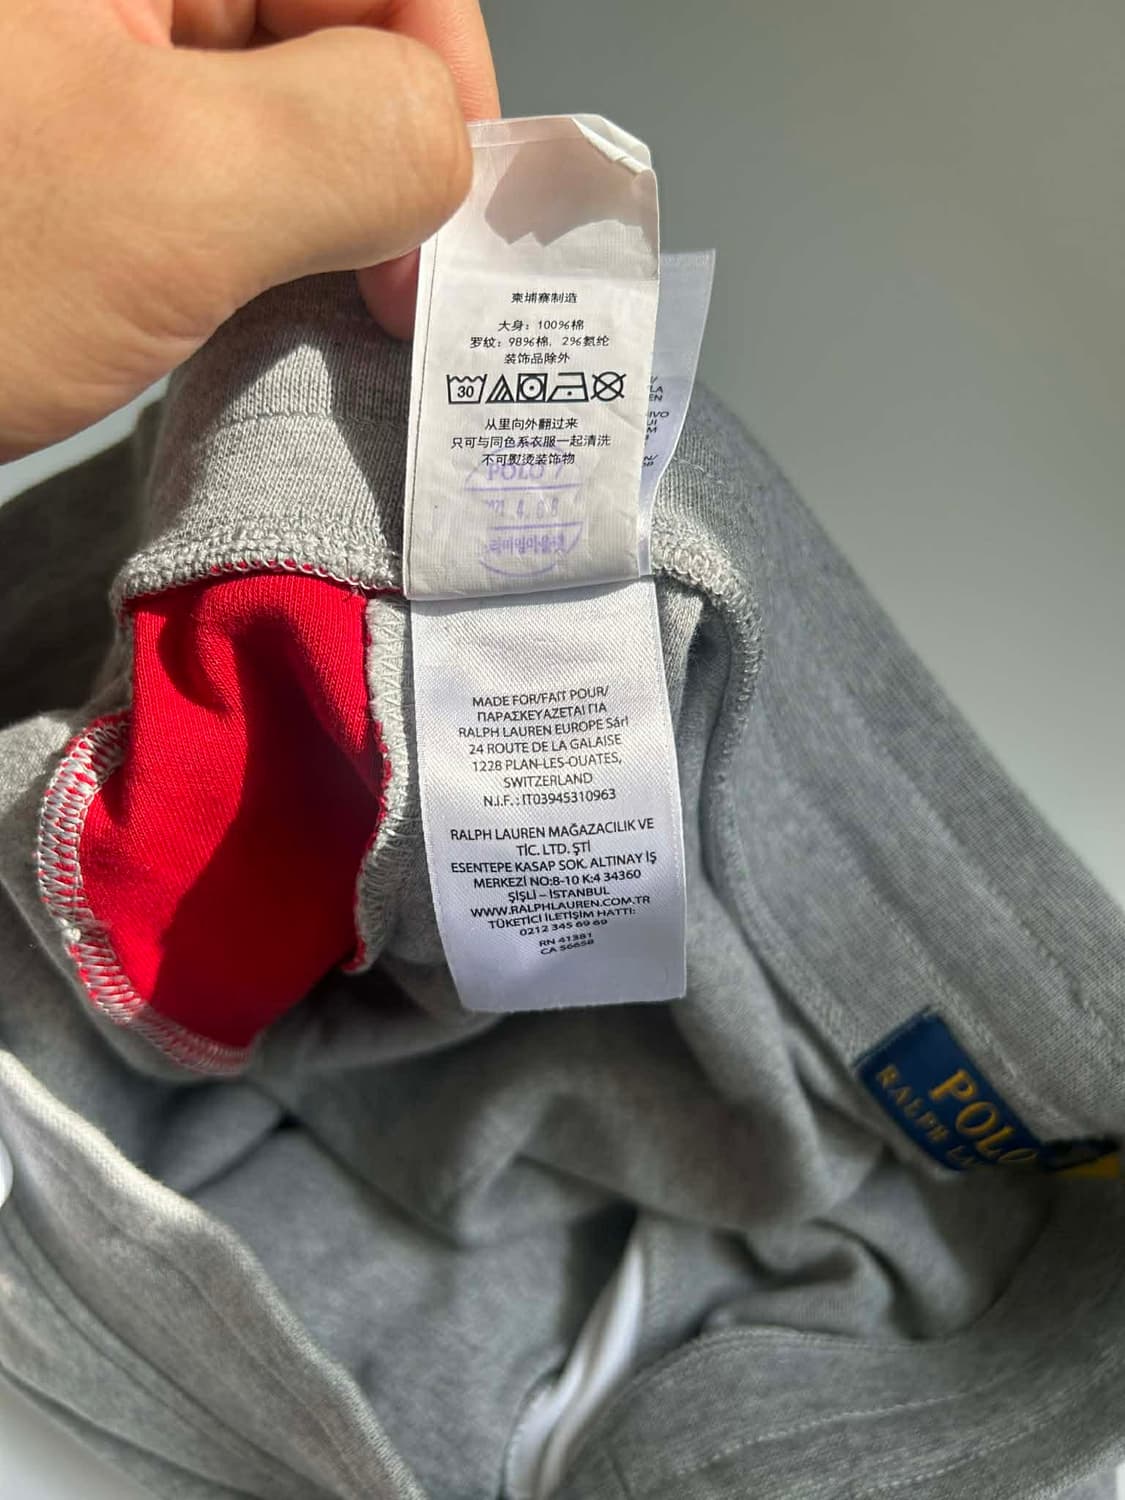 柬埔寨制造
大身：100%棉
罗纹：98%棉，2%氨纶
装饰品除外
30
从里向外翻过来
只可与同色系衣服一起清洗
不可熨烫装饰物
POLO
MADE FOR/FAIT POUR/
ΠΑΡΑΣΚΕΥΑΖΕΤΑΙ ΓΙΑ
RALPH LAUREN EUROPE Sárl
24 ROUTE DE LA GALAISE
1228 PLAN-LES-OUATES,
SWITZERLAND
N.I.F.: IT03945310963
RALPH LAUREN MAĞAZACILIK VE
TİC. LTD. ŞTİ
ESENTEPE KASAP SOK. ALTINAY İŞ
MERKEZİ NO:8-10 K:4 34360
ŞİŞLİ – İSTANBUL
WWW.RALPHLAUREN.COM.TR
TÜKETİCİ İLETİŞİM HATTI:
0212 345 69 69
RN 41381
CA 56658
POLO
RALPH